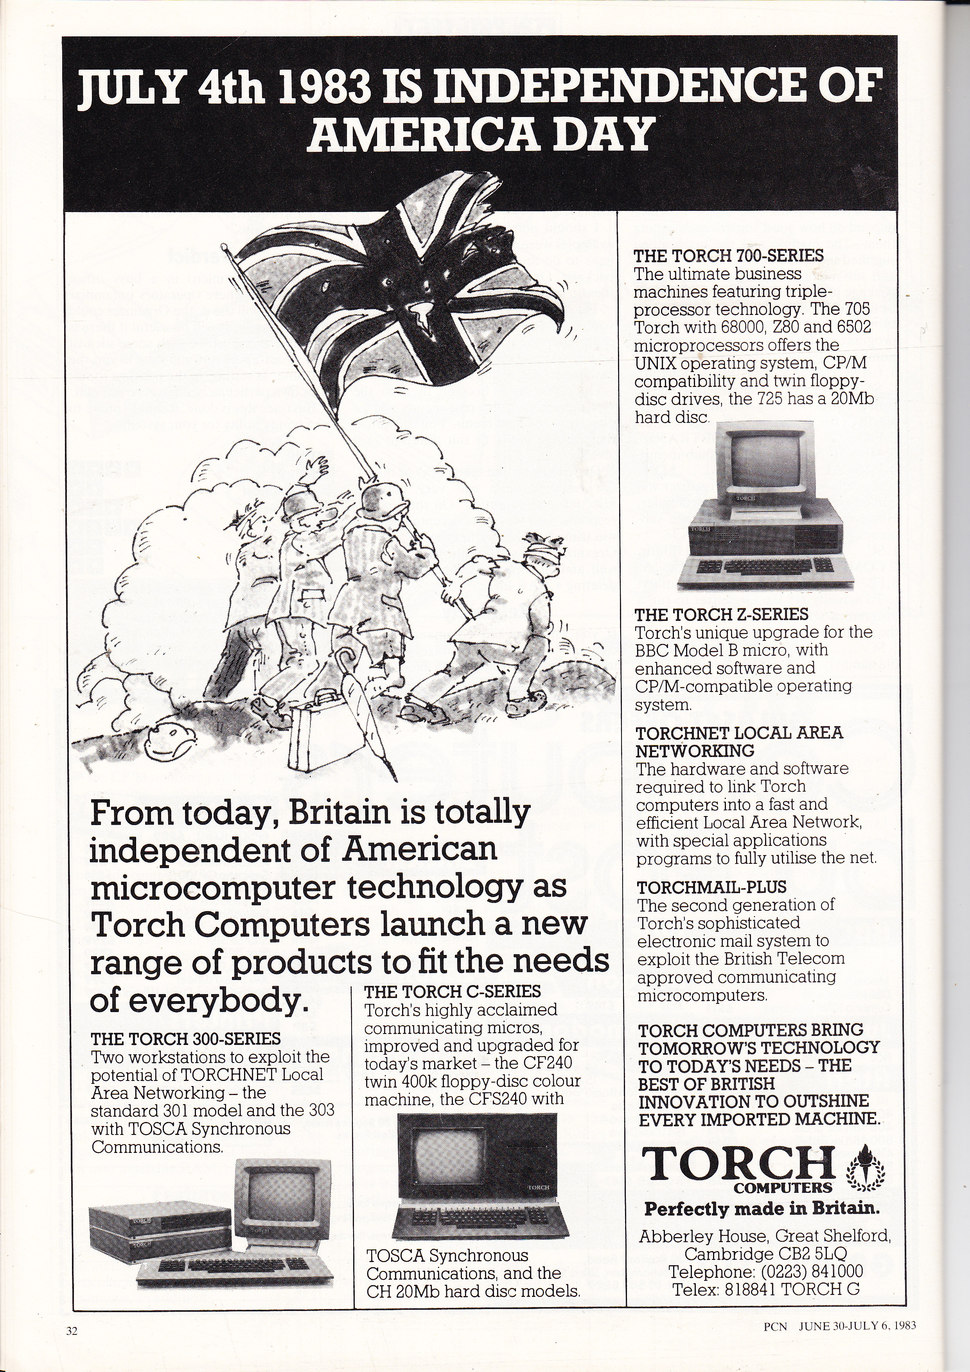 JULY 4th 1983 IS INDEPENDENCE OF
AMERICA DAY
From today, Britain is totally
independent of American
microcomputer technology as
Torch Computers launch a new
range of products to fit the needs
of everybody.
THE TORCH 300-SERIES
Two workstations to exploit the
potential of TORCHNET Local
Area Networking – the
standard 301 model and the 303
with TOSCA Synchronous
Communications.
TORCH
THE TORCH C-SERIES
Torch's highly acclaimed
communicating micros,
improved and upgraded for
today's market – the CF240
twin 400k floppy-disc colour
machine, the CFS240 with
TORCH
TOSCA Synchronous
Communications, and the
CH 20Mb hard disc models.
THE TORCH 700-SERIES
The ultimate business
machines featuring triple-
processor technology. The 705
Torch with 68000, Z80 and 6502
microprocessors offers the
UNIX operating system, CP/M
compatibility and twin floppy-
disc drives, the 725 has a 20Mb
hard disc.
TORCH
TORCH
THE TORCH Z-SERIES
Torch's unique upgrade for the
BBC Model B micro, with
enhanced software and
CP/M-compatible operating
system.
TORCHNET LOCAL AREA
NETWORKING
The hardware and software
required to link Torch
computers into a fast and
efficient Local Area Network,
with special applications
programs to fully utilise the net.
TORCHMAIL-PLUS
The second generation of
Torch's sophisticated
electronic mail system to
exploit the British Telecom
approved communicating
microcomputers.
TORCH COMPUTERS BRING
TOMORROW'S TECHNOLOGY
TO TODAY'S NEEDS – THE
BEST OF BRITISH
INNOVATION TO OUTSHINE
EVERY IMPORTED MACHINE.
TORCH
COMPUTERS
Perfectly made in Britain.
Abberley House, Great Shelford,
Cambridge CB2 5LQ
Telephone: (0223) 841000
Telex: 818841 TORCH G
32
PCN JUNE 30-JULY 6, 1983